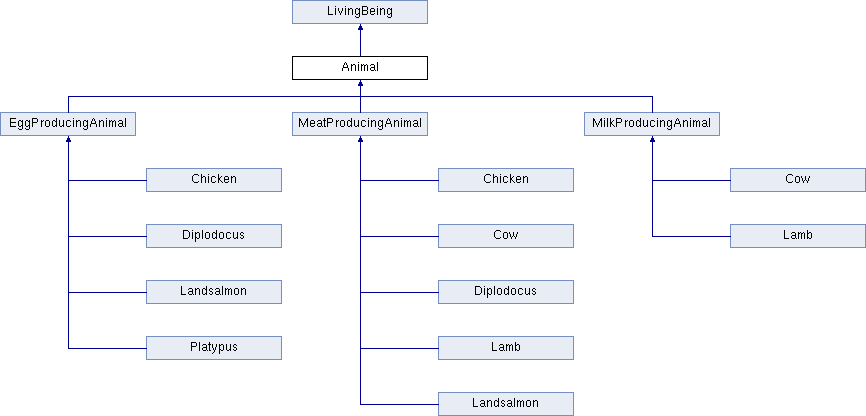 LivingBeing
Animal
EggProducingAnimal
MeatProducingAnimal
MilkProducingAnimal
Chicken
Chicken
Cow
Diplodocus
Cow
Lamb
Landsalmon
Diplodocus
Platypus
Lamb
Landsalmon